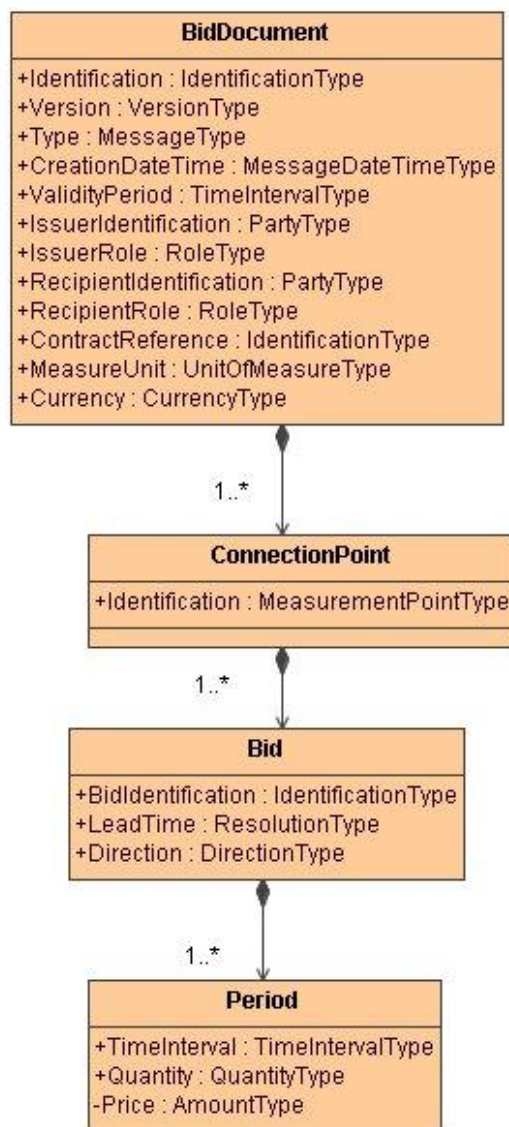 BidDocument
+Identification : IdentificationType
+Version : VersionType
+Type : MessageType
+CreationDateTime : MessageDateTimeType
+ValidityPeriod : TimeIntervalType
+IssuerIdentification : PartyType
+IssuerRole : RoleType
+RecipientIdentification : PartyType
+RecipientRole : RoleType
+ContractReference : IdentificationType
+MeasureUnit : UnitOfMeasureType
+Currency : CurrencyType
1..*
ConnectionPoint
+Identification : MeasurementPointType
1..*
Bid
+BidIdentification : IdentificationType
+LeadTime : ResolutionType
+Direction : DirectionType
1..*
Period
+TimeInterval : TimeIntervalType
+Quantity : QuantityType
-Price : AmountType